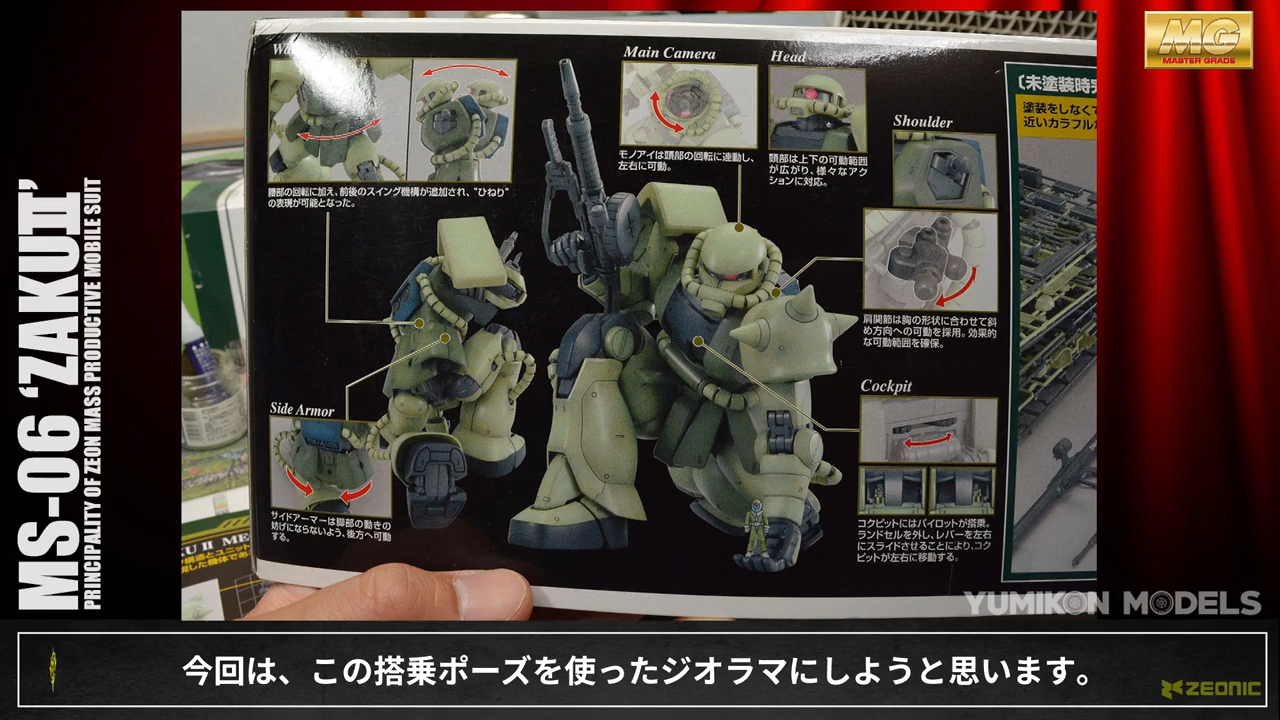 MS-06 ‘ZAKUⅡ’
PRINCIPALITY OF ZEON MASS PRODUCTIVE MOBILE SUIT
MG
MASTER GRADE
腰部の回転に加え、前後のスイング機構が追加され、“ひねり”
の表現が可能となった。
Main Camera
モノアイは頭部の回転に連動し、
左右に可動。
Head
頭部は上下の可動範囲
が広がり、様々なアク
ションに対応。
Shoulder
肩関節は胸の形状に合わせて斜
め方向への可動を採用。効果的
な可動範囲を確保。
Cockpit
コクピットにはパイロットが搭乗。
ランドセルを外し、レバーを左右
にスライドさせることにより、コク
ピットが左右に移動する。
Side Armor
サイドアーマーは脚部の動きの
妨げにならないよう、後方へ可動
する。
〔未塗装時
塗装をしなくて
近いカラフル
YUMIKON MODELS
今回は、この搭乗ポーズを使ったジオラマにしようと思います。
ZEONIC